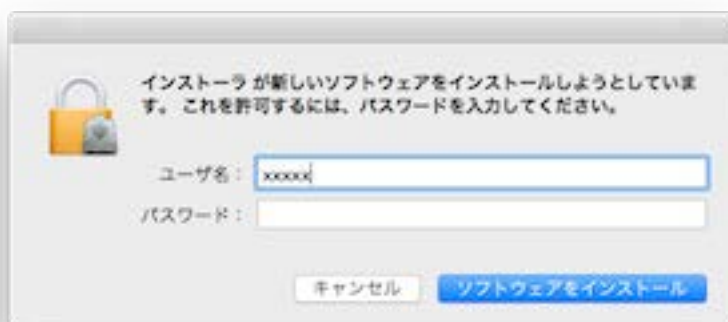 インストーラ が新しいソフトウェアをインストールしようとしていま
す。 これを許可するには、パスワードを入力してください。
ユーザ名： xxxxx
パスワード：
キャンセル ソフトウェアをインストール